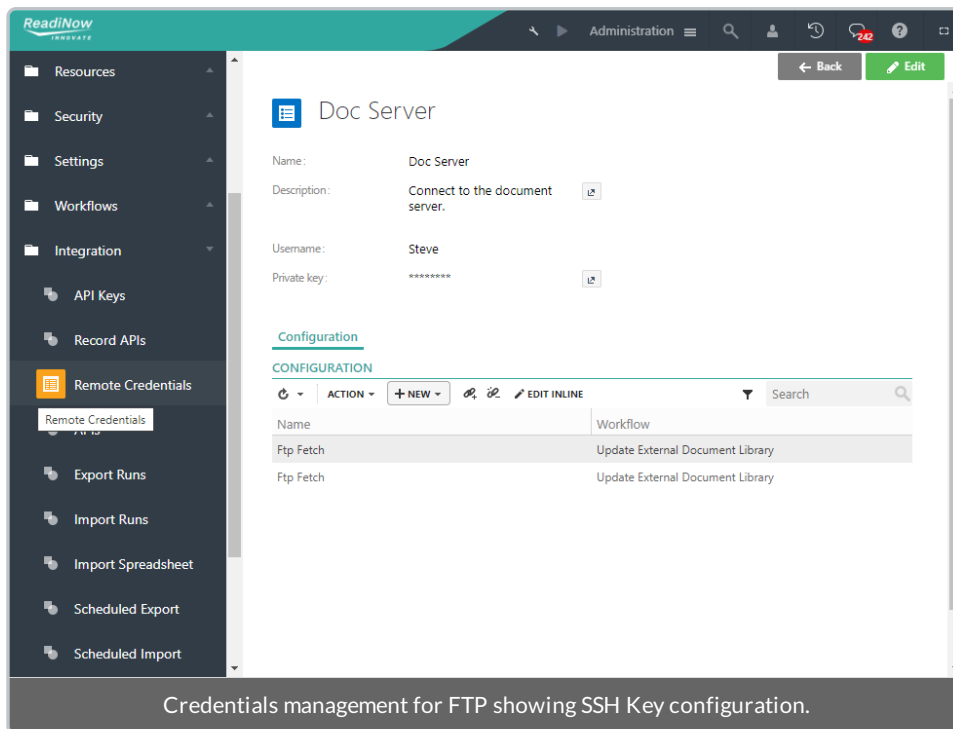 ReadiNow
INNOVATE
Administration
242
Resources
Security
Settings
Workflows
Integration
API Keys
Record APIs
Remote Credentials
Remote Credentials
APIs
Export Runs
Import Runs
Import Spreadsheet
Scheduled Export
Scheduled Import
Back
Edit
Doc Server
Name: Doc Server
Description: Connect to the document
server.
Username: Steve
Private key: ********
Configuration
CONFIGURATION
ACTION + NEW EDIT INLINE Search
Name Workflow
Ftp Fetch Update External Document Library
Ftp Fetch Update External Document Library
Credentials management for FTP showing SSH Key configuration.